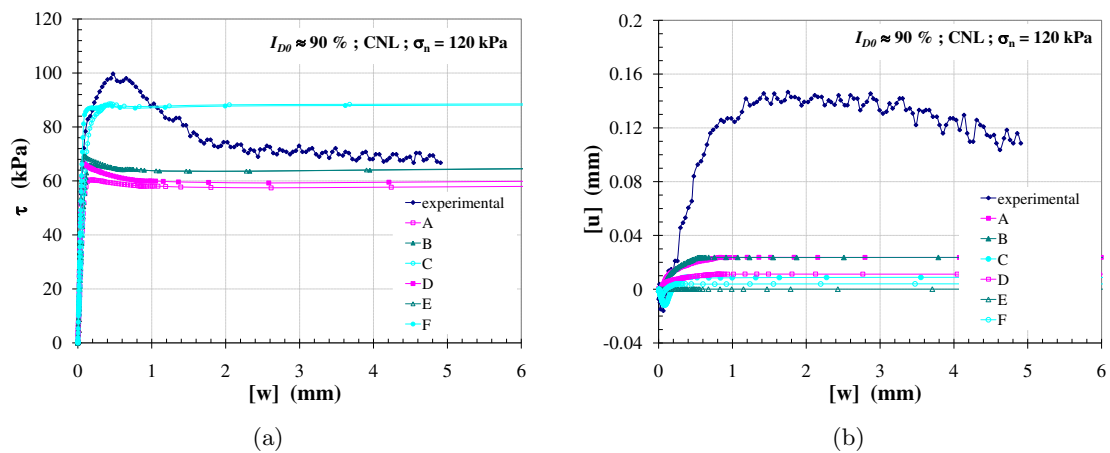 120
100
80
60
40
20
0
τ (kPa)
I_D0 ≈ 90 % ; CNL ; σ_n = 120 kPa
experimental
A
B
C
D
E
F
0 1 2 3 4 5 6
[w] (mm)
(a)
0.2
0.16
0.12
0.08
0.04
0
-0.04
[u] (mm)
I_D0 ≈ 90 % ; CNL ; σ_n = 120 kPa
experimental
A
B
C
D
E
F
0 1 2 3 4 5 6
[w] (mm)
(b)